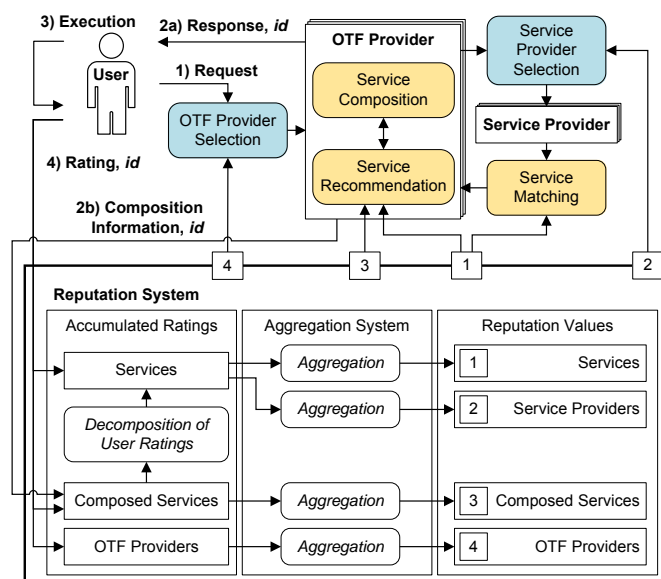 3) Execution
2a) Response, id
User
1) Request
OTF Provider
Selection
4) Rating, id
2b) Composition
Information, id
OTF Provider
Service
Composition
Service
Recommendation
Service
Provider
Selection
Service Provider
Service
Matching
4
3
1
2
Reputation System
Accumulated Ratings
Aggregation System
Reputation Values
Services
Aggregation
1
Services
Aggregation
2
Service Providers
Decomposition of
User Ratings
Composed Services
Aggregation
3
Composed Services
OTF Providers
Aggregation
4
OTF Providers